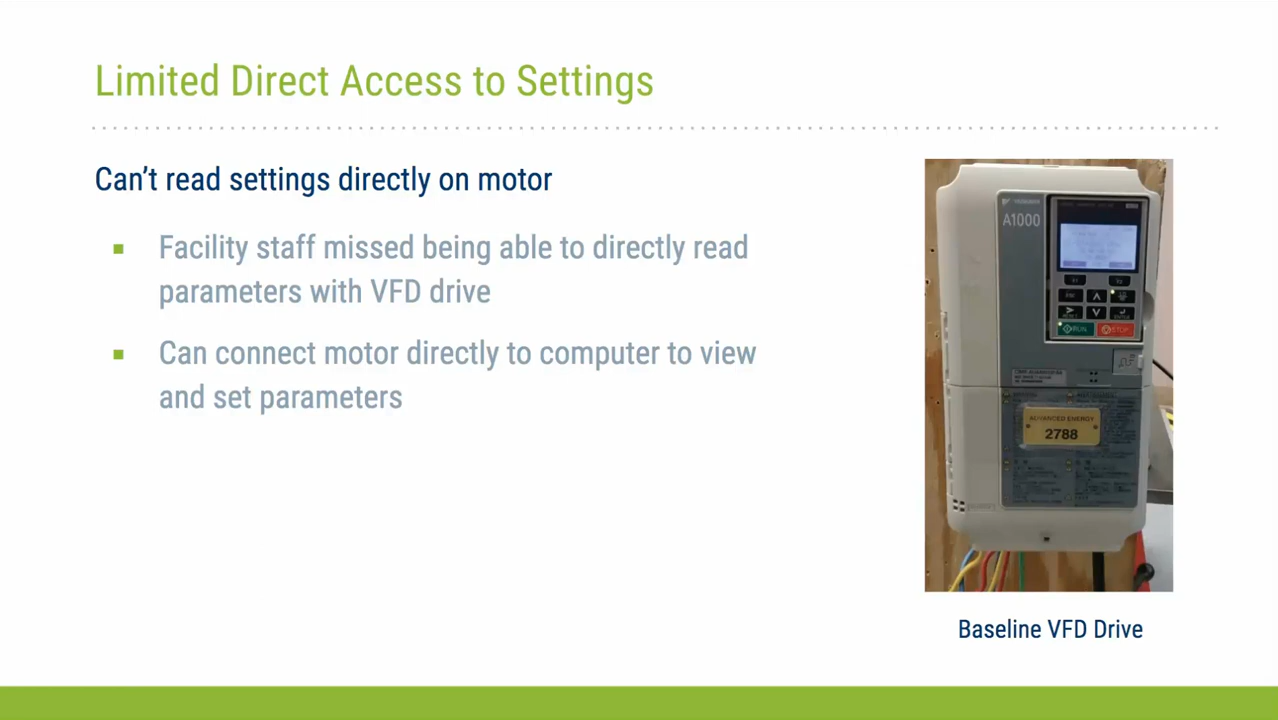 Limited Direct Access to Settings
Can't read settings directly on motor
Facility staff missed being able to directly read
parameters with VFD drive
Can connect motor directly to computer to view
and set parameters
A1000
RUN
STOP
ADVANCED ENERGY
2788
Baseline VFD Drive